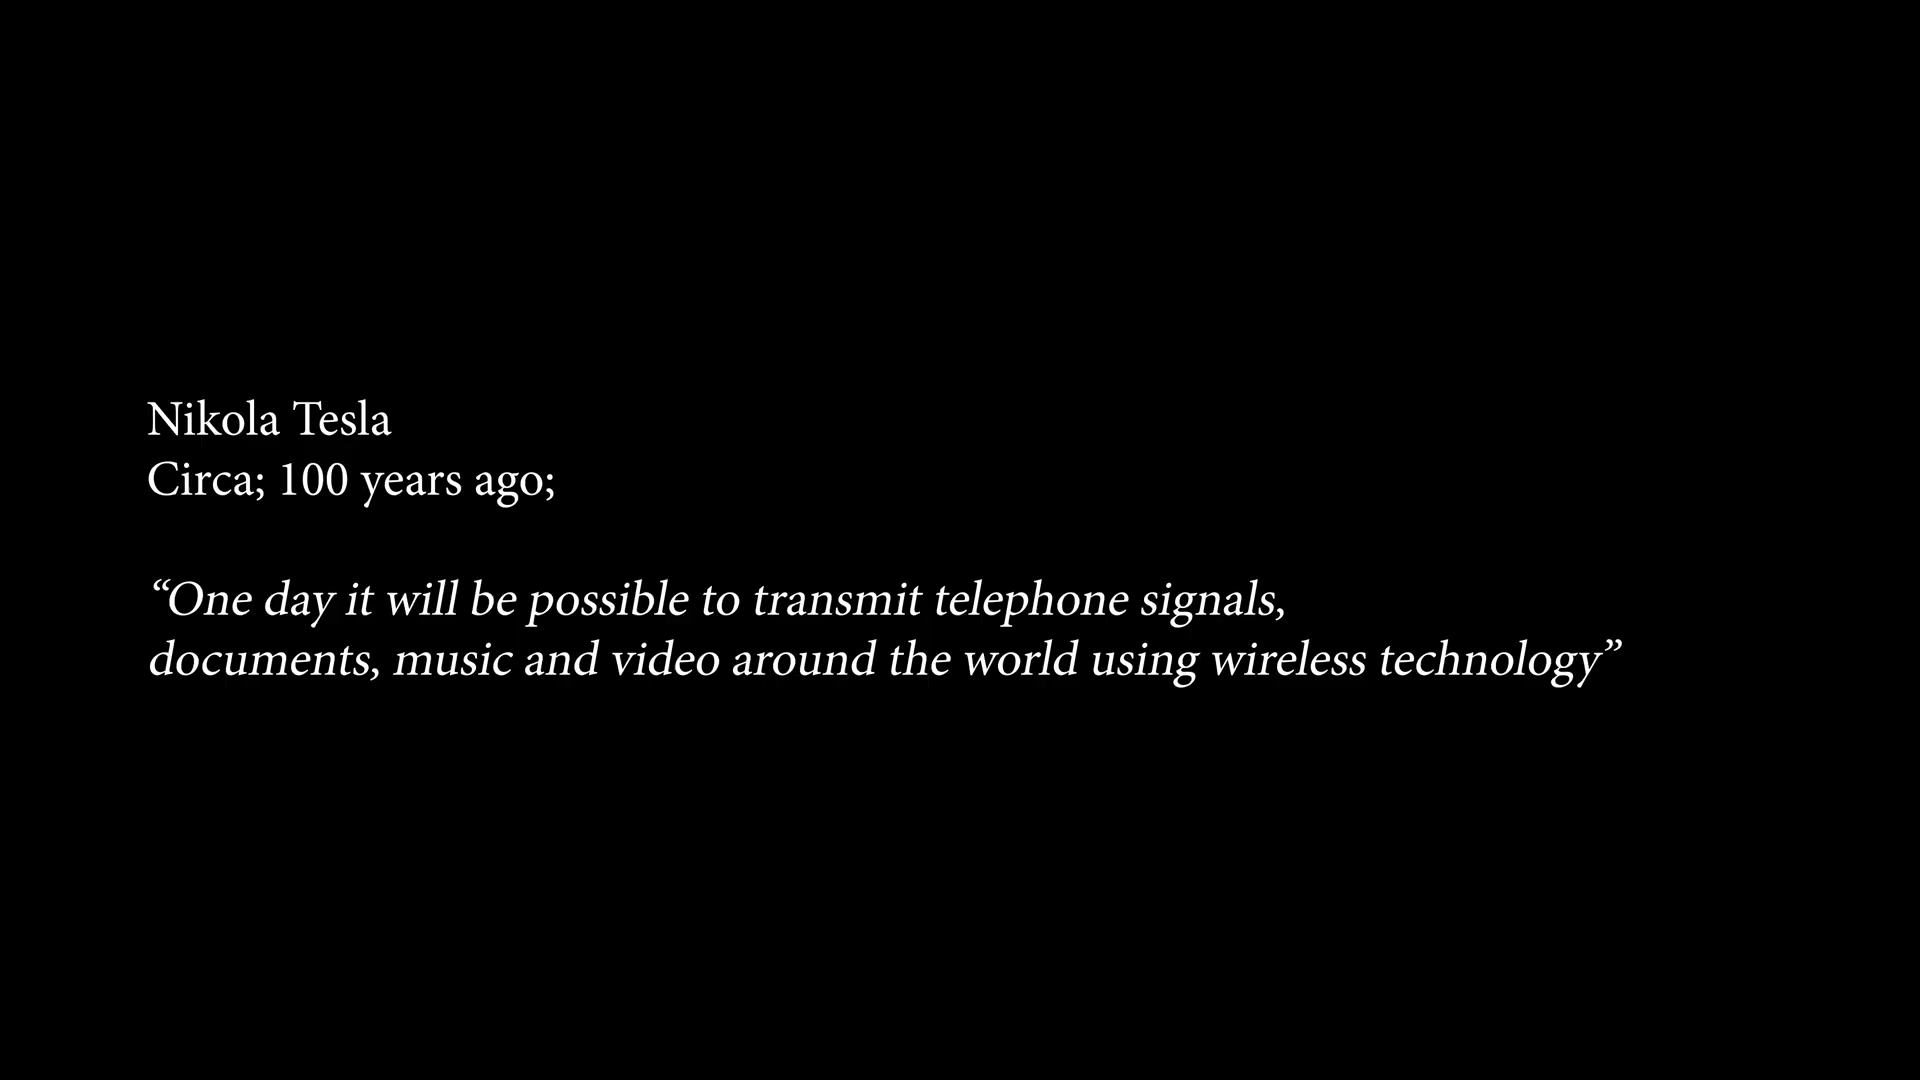 Nikola Tesla
Circa; 100 years ago;
“One day it will be possible to transmit telephone signals,
documents, music and video around the world using wireless technology”